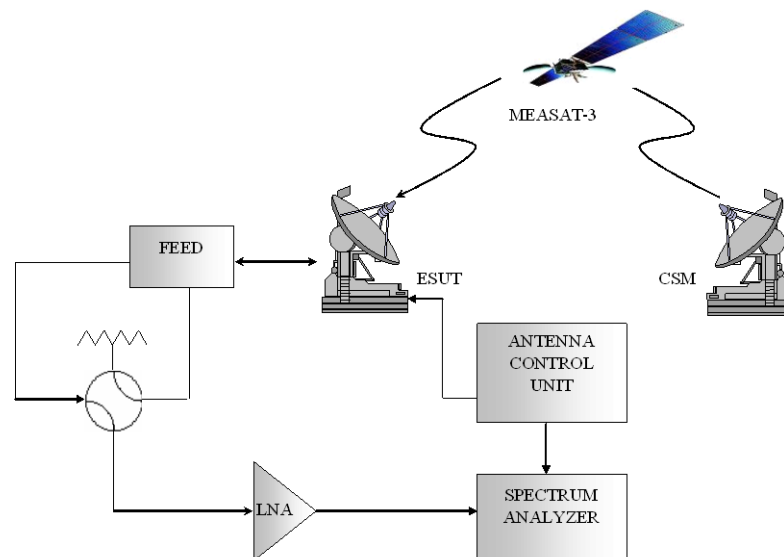 MEASAT-3
FEED
ESUT
CSM
ANTENNA
CONTROL
UNIT
LNA
SPECTRUM
ANALYZER